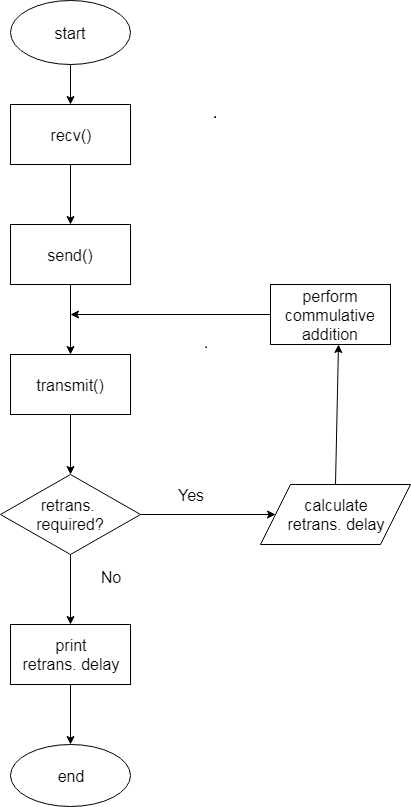 start
recv()
send()
perform
commulative
addition
transmit()
retrans.
required?
Yes
calculate
retrans. delay
No
print
retrans. delay
end